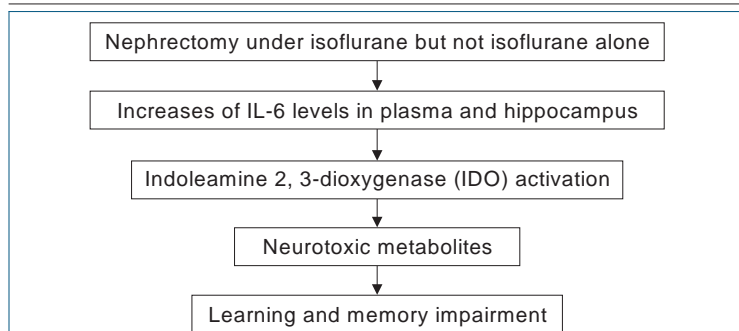 Nephrectomy under isoflurane but not isoflurane alone
Increases of IL-6 levels in plasma and hippocampus
Indoleamine 2, 3-dioxygenase (IDO) activation
Neurotoxic metabolites
Learning and memory impairment